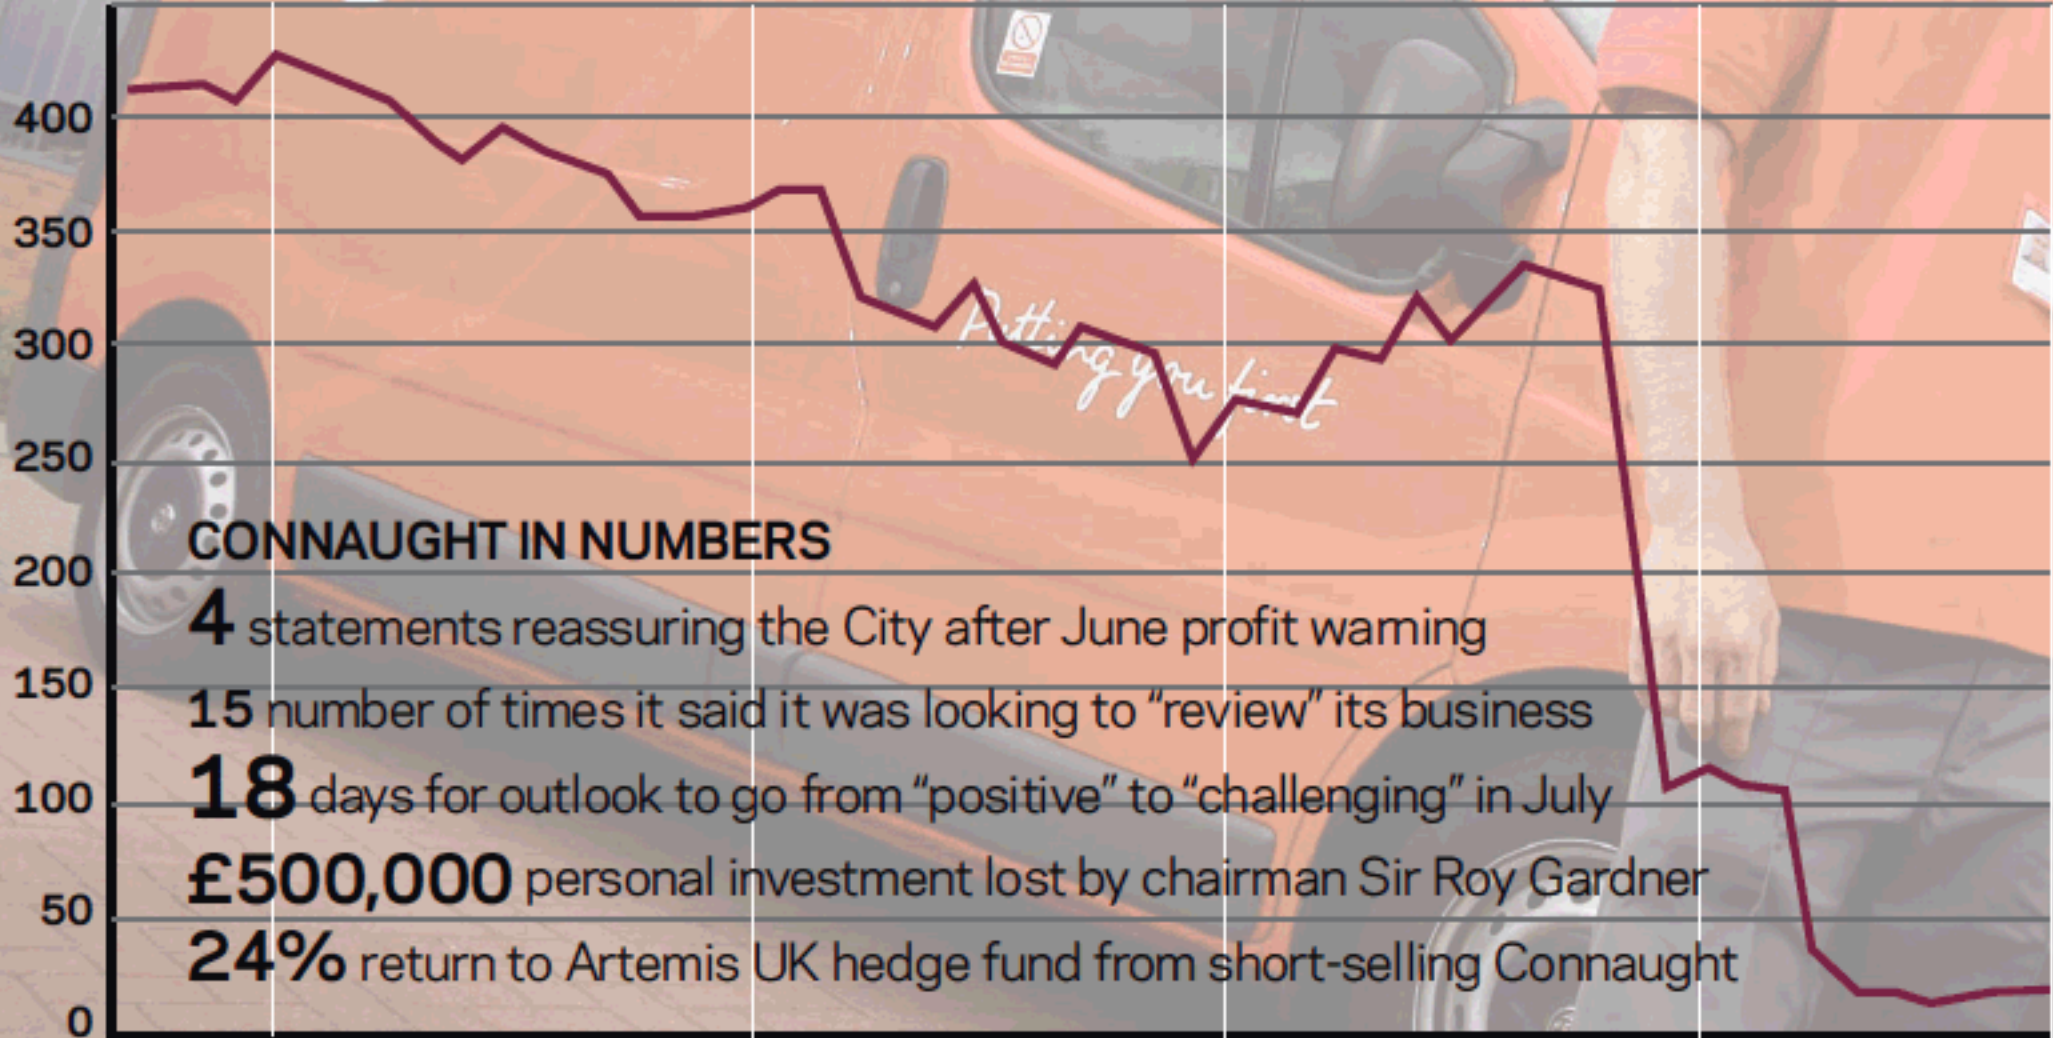 400
350
300
250
200
150
100
50
0
Putting you first
CONNAUGHT IN NUMBERS
4 statements reassuring the City after June profit warning
15 number of times it said it was looking to “review” its business
18 days for outlook to go from “positive” to “challenging” in July
£500,000 personal investment lost by chairman Sir Roy Gardner
24% return to Artemis UK hedge fund from short-selling Connaught